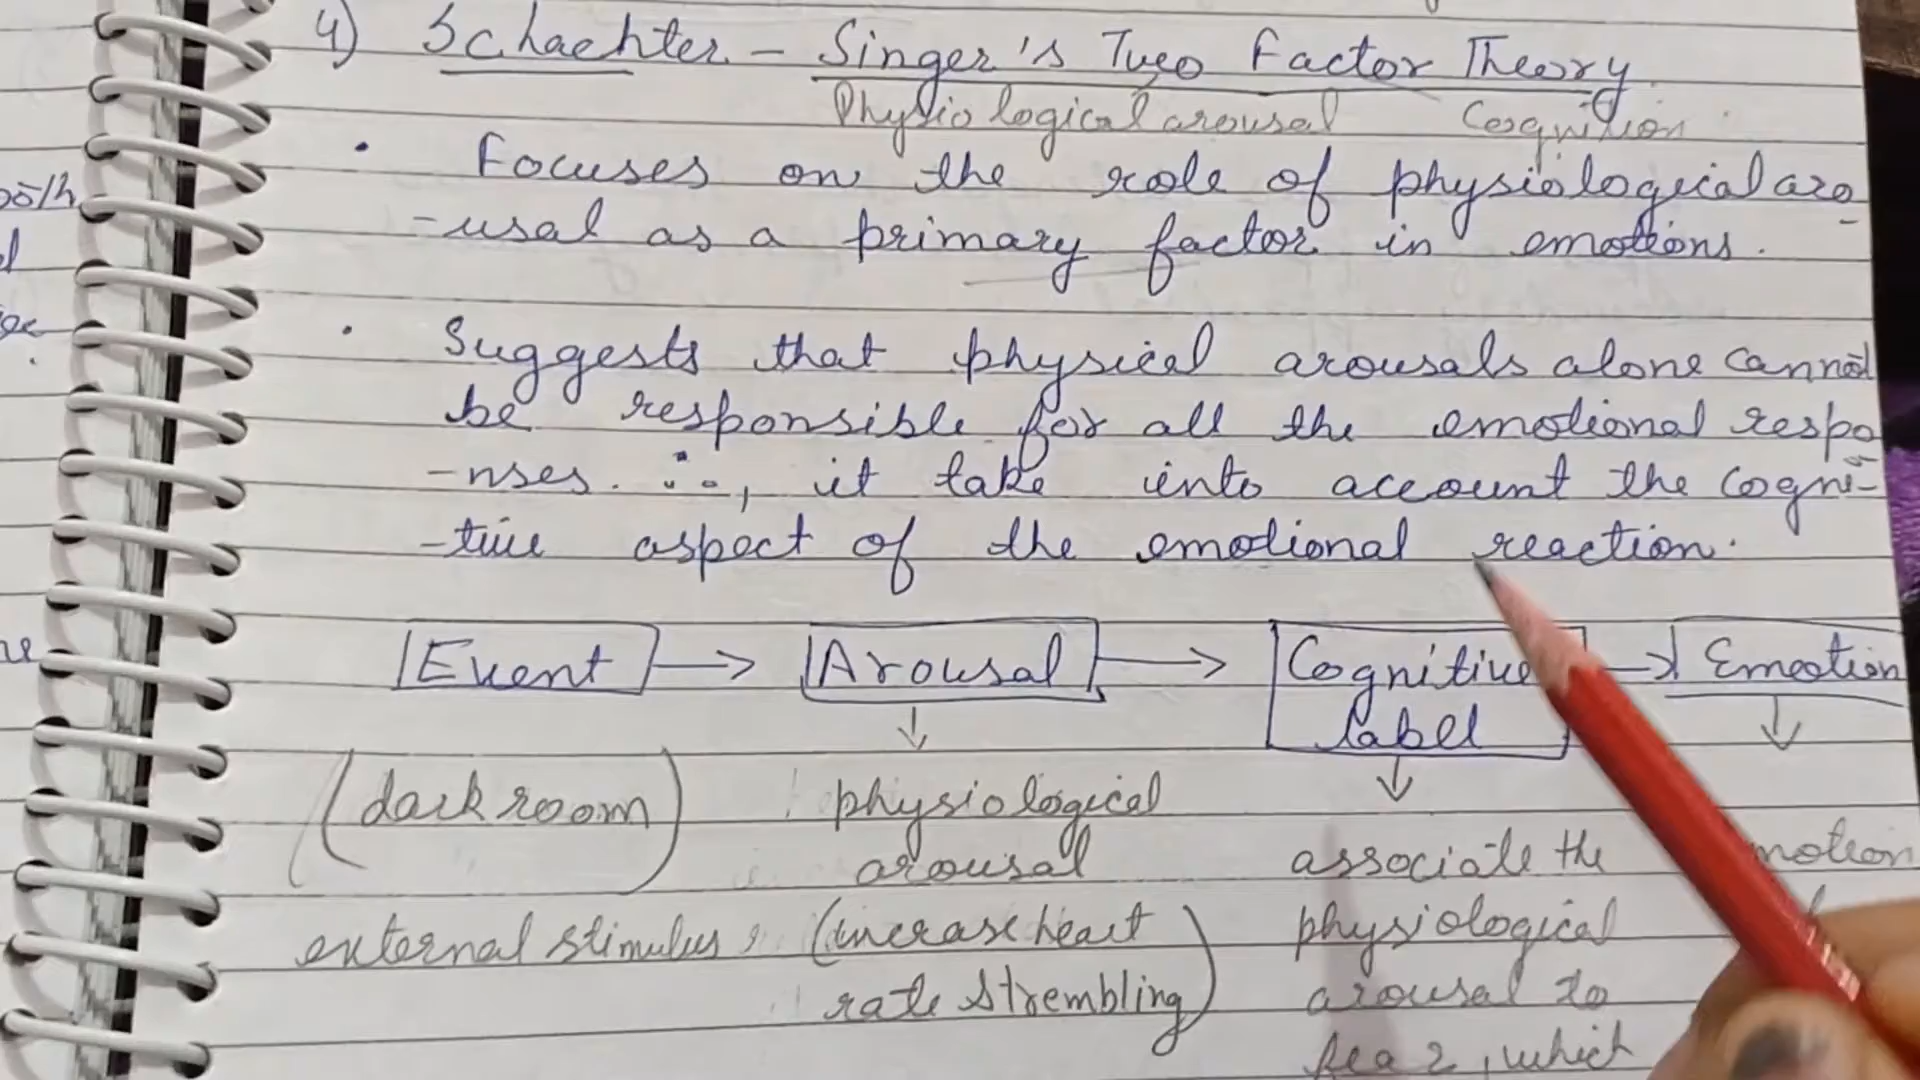 4) Schachter - Singer's Two Factor Theory
Physiological arousal Cognition
• Focuses on the role of physiological aro
-usal as a primary factor in emotions.
• Suggests that physical arousals alone cannot
be responsible for all the emotional respo
-nses. ∴, it take into account the cogni-
-tive aspect of the emotional reaction.
Event → Arousal → Cognitive → Emotion
label
(dark room) physiological
arousal associate the
external stimulus (increase heart physiological
rate & trembling) arousal to
fear, which